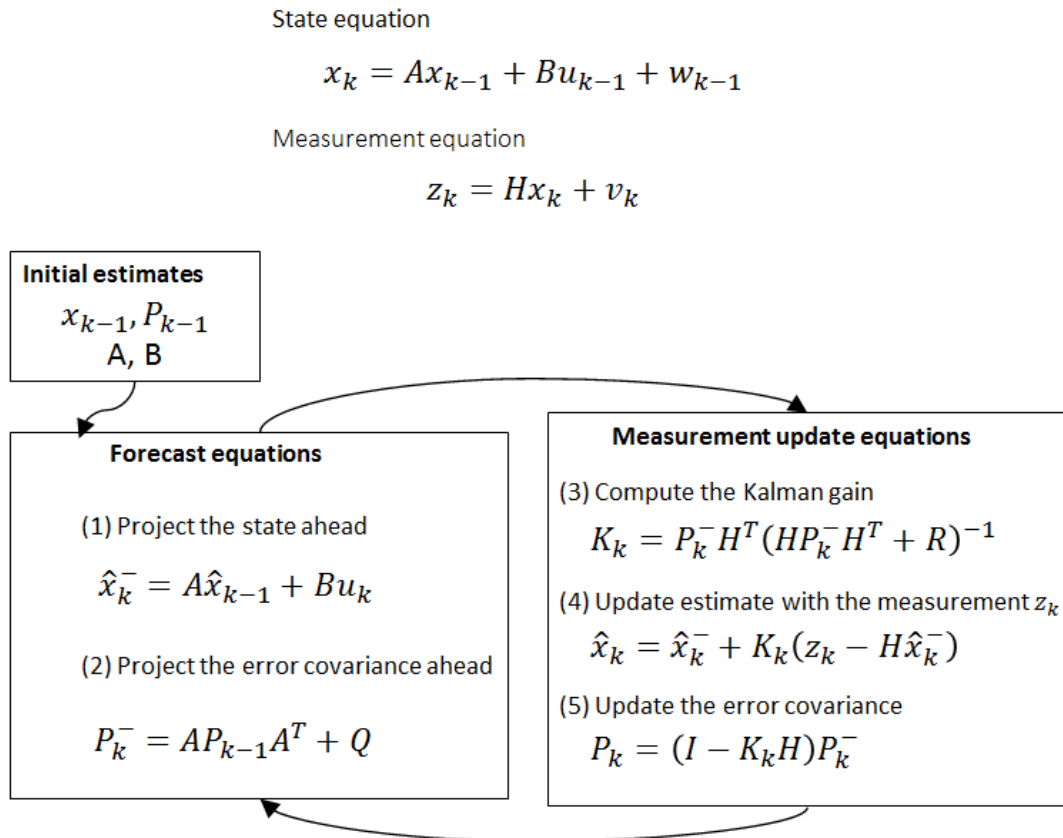 State equation
x_k = Ax_{k−1} + Bu_{k−1} + w_{k−1}
Measurement equation
z_k = Hx_k + v_k
Initial estimates
x_{k−1}, P_{k−1}
A, B
Forecast equations
(1) Project the state ahead
x̂_k^− = Ax̂_{k−1} + Bu_k
(2) Project the error covariance ahead
P_k^− = AP_{k−1}A^T + Q
Measurement update equations
(3) Compute the Kalman gain
K_k = P_k^− H^T(HP_k^− H^T + R)^{−1}
(4) Update estimate with the measurement z_k
x̂_k = x̂_k^− + K_k(z_k − Hx̂_k^−)
(5) Update the error covariance
P_k = (I − K_kH)P_k^−